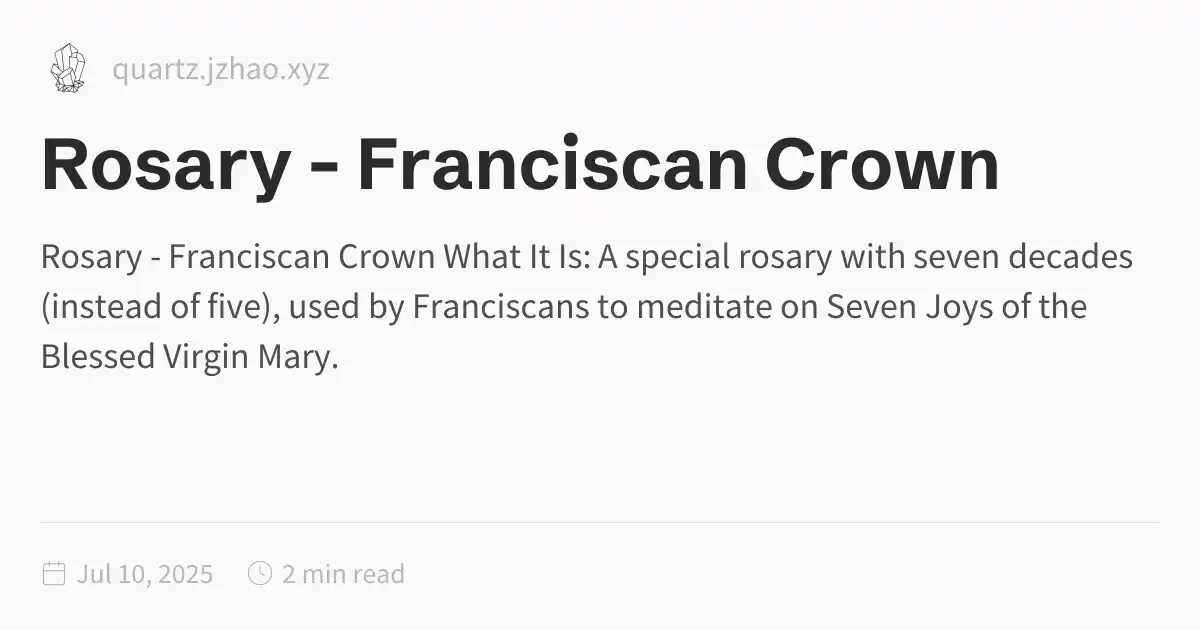 quartz.jzhao.xyz
Rosary - Franciscan Crown
Rosary - Franciscan Crown What It Is: A special rosary with seven decades
(instead of five), used by Franciscans to meditate on Seven Joys of the
Blessed Virgin Mary.
Jul 10, 2025 2 min read